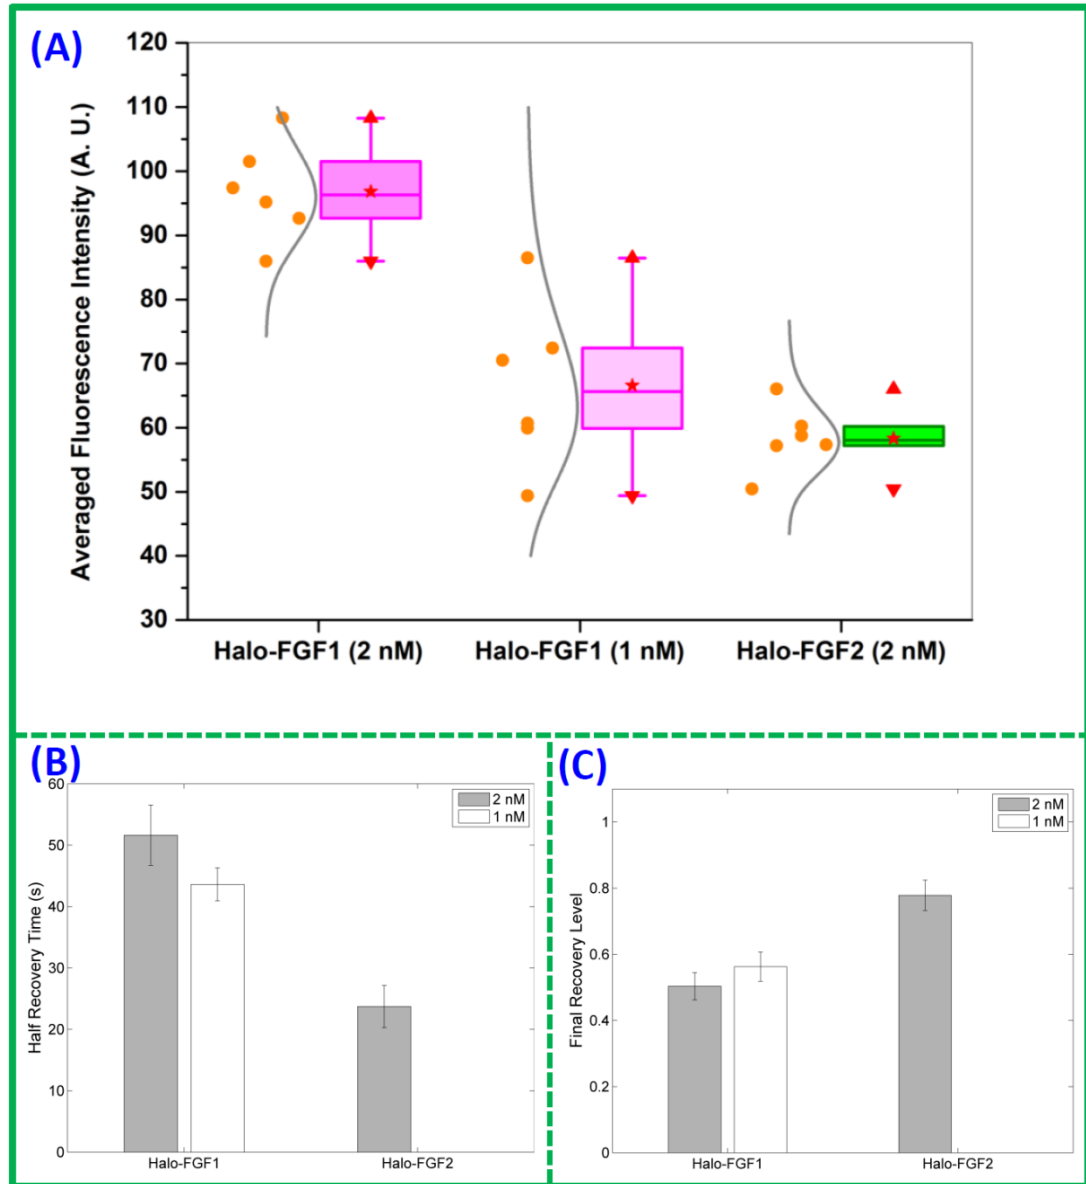 (A)
Averaged Fluorescence Intensity (A. U.)
120
110
100
90
80
70
60
50
40
30
Halo-FGF1 (2 nM) Halo-FGF1 (1 nM) Halo-FGF2 (2 nM)
(B)
Half Recovery Time (s)
60
50
40
30
20
10
0
2 nM
1 nM
Halo-FGF1 Halo-FGF2
(C)
Final Recovery Level
1
0.8
0.6
0.4
0.2
0
2 nM
1 nM
Halo-FGF1 Halo-FGF2